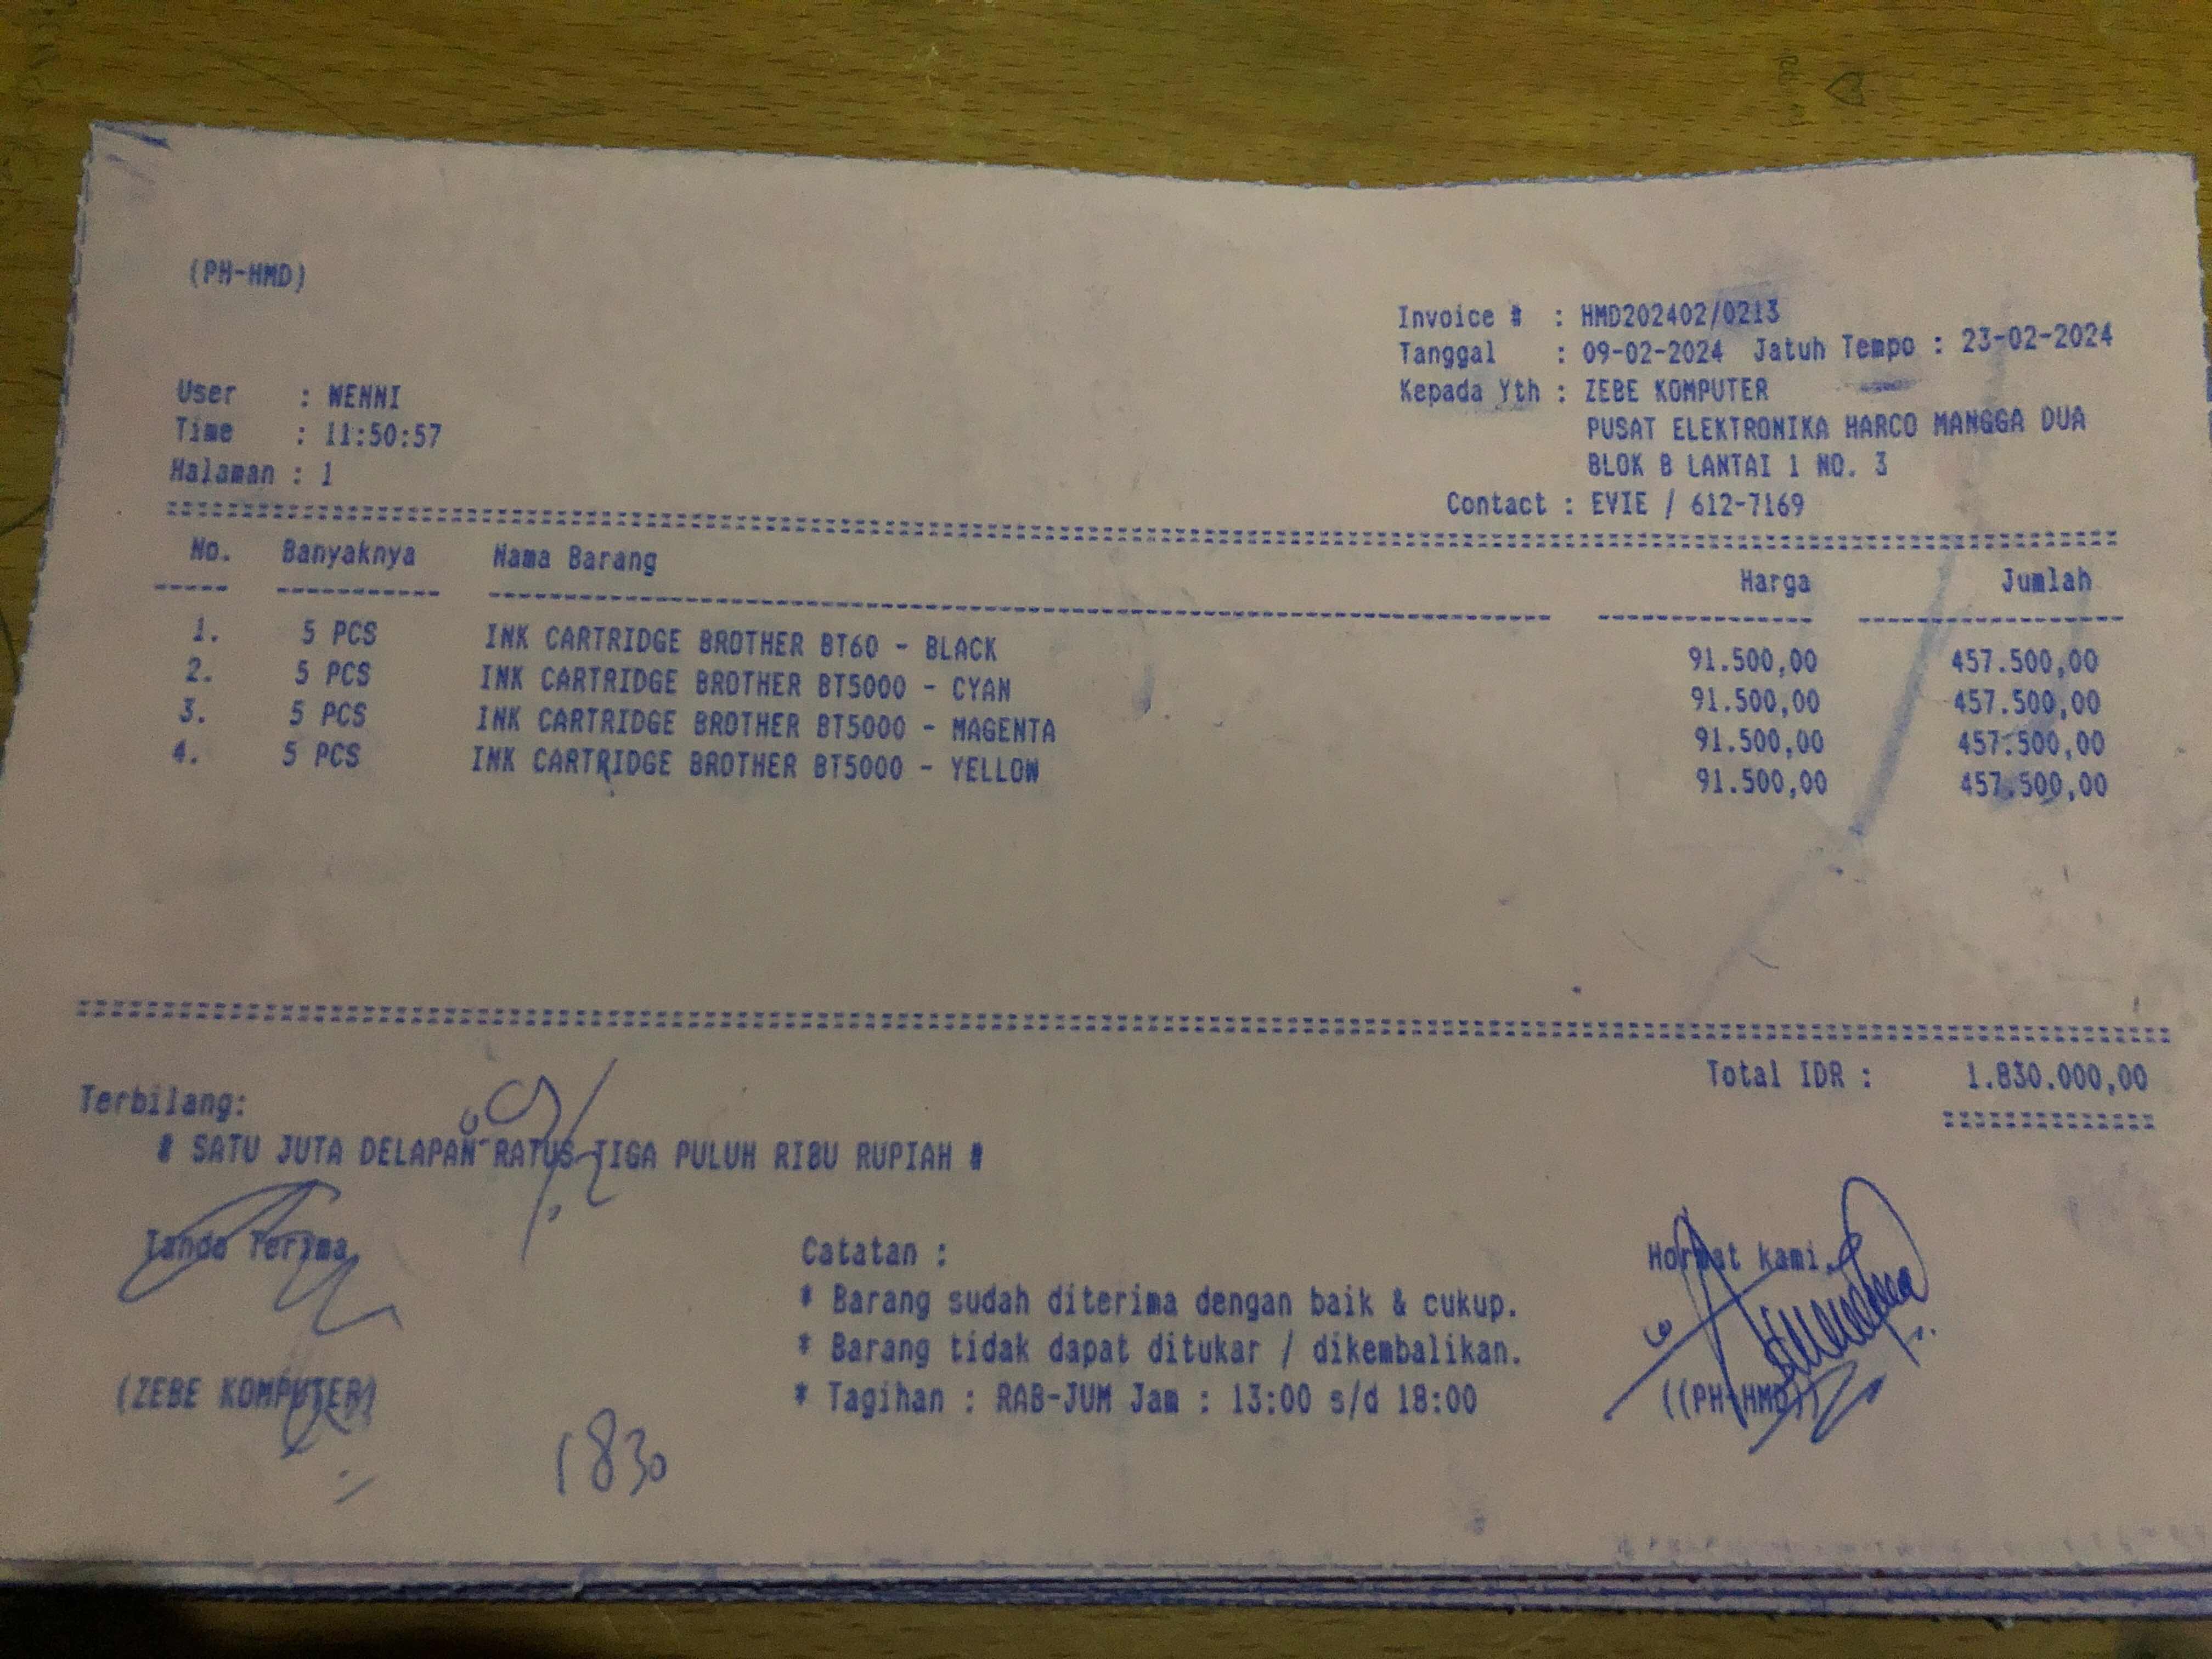 (PH-HMD)
Invoice # : HMD202402/0213
Tanggal : 09-02-2024 Jatuh Tempo : 23-02-2024
User : WENNI
Kepada Yth : ZEBE KOMPUTER
Time : 11:50:57
PUSAT ELEKTRONIKA HARCO MANGGA DUA
Halaman : 1
BLOK B LANTAI 1 NO. 3
Contact : EVIE / 612-7169
No. Banyaknya Nama Barang Harga Jumlah
1. 5 PCS INK CARTRIDGE BROTHER BT60 - BLACK 91.500,00 457.500,00
2. 5 PCS INK CARTRIDGE BROTHER BT5000 - CYAN 91.500,00 457.500,00
3. 5 PCS INK CARTRIDGE BROTHER BT5000 - MAGENTA 91.500,00 457.500,00
4. 5 PCS INK CARTRIDGE BROTHER BT5000 - YELLOW 91.500,00 457.500,00
Total IDR : 1.830.000,00
Terbilang:
# SATU JUTA DELAPAN RATUS TIGA PULUH RIBU RUPIAH #
Tanda Terima,
Catatan :
Hormat kami,
* Barang sudah diterima dengan baik & cukup.
* Barang tidak dapat ditukar / dikembalikan.
* Tagihan : RAB-JUM Jam : 13:00 s/d 18:00
(ZEBE KOMPUTER)
((PH-HMD))
1830